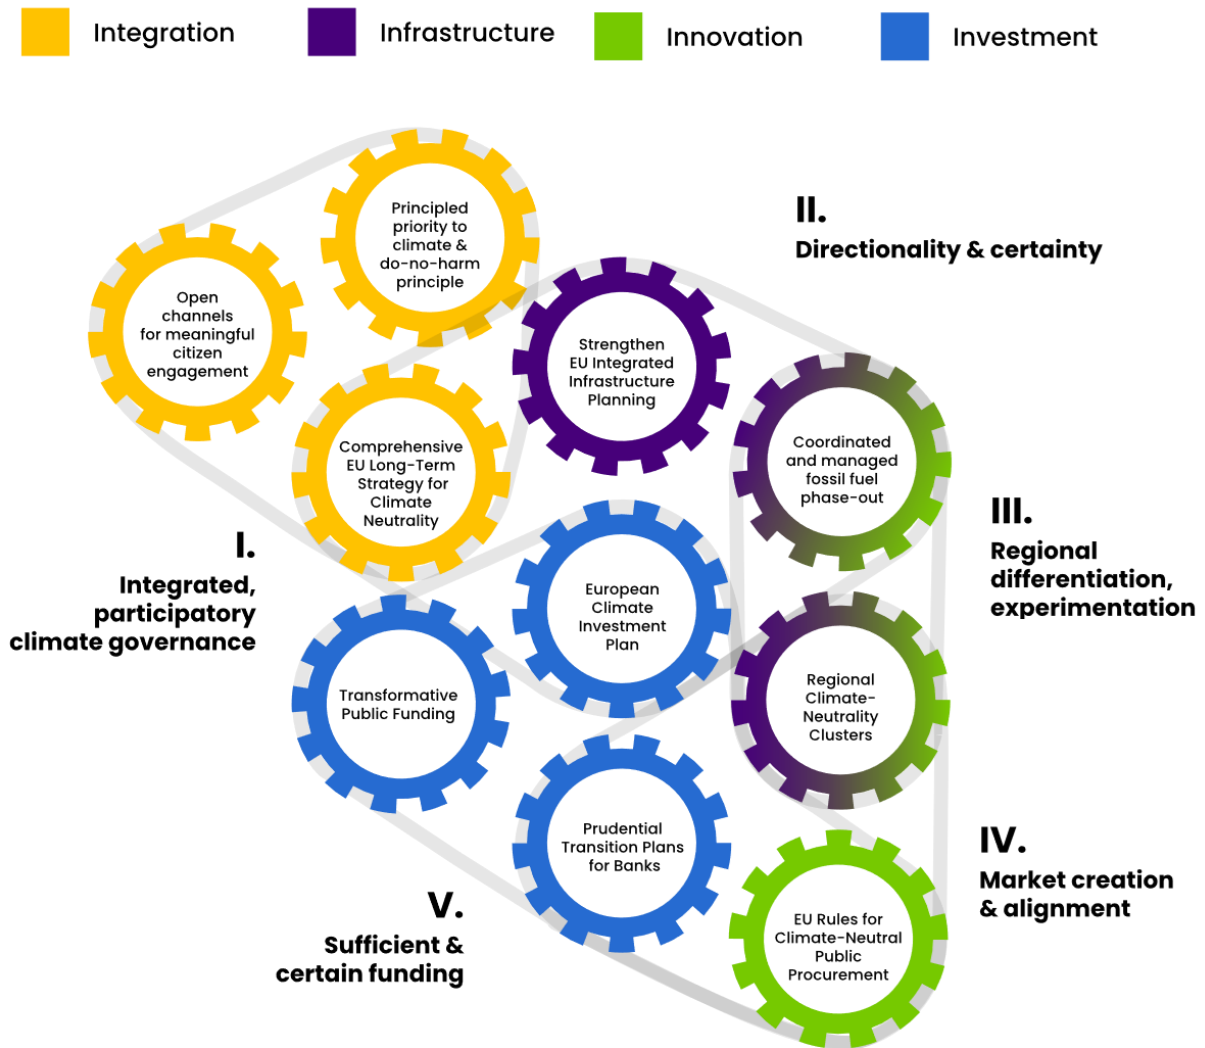 Integration
Infrastructure
Innovation
Investment
Principled
priority to
climate &
do-no-harm
principle
II.
Directionality & certainty
Open
channels
for meaningful
citizen
engagement
Strengthen
EU Integrated
Infrastructure
Planning
Comprehensive
EU Long-Term
Strategy for
Climate
Neutrality
Coordinated
and managed
fossil fuel
phase-out
III.
Regional
differentiation,
experimentation
I.
Integrated,
participatory
climate governance
European
Climate
Investment
Plan
Transformative
Public Funding
Regional
Climate-
Neutrality
Clusters
Prudential
Transition Plans
for Banks
IV.
Market creation
& alignment
V.
Sufficient &
certain funding
EU Rules for
Climate-Neutral
Public
Procurement